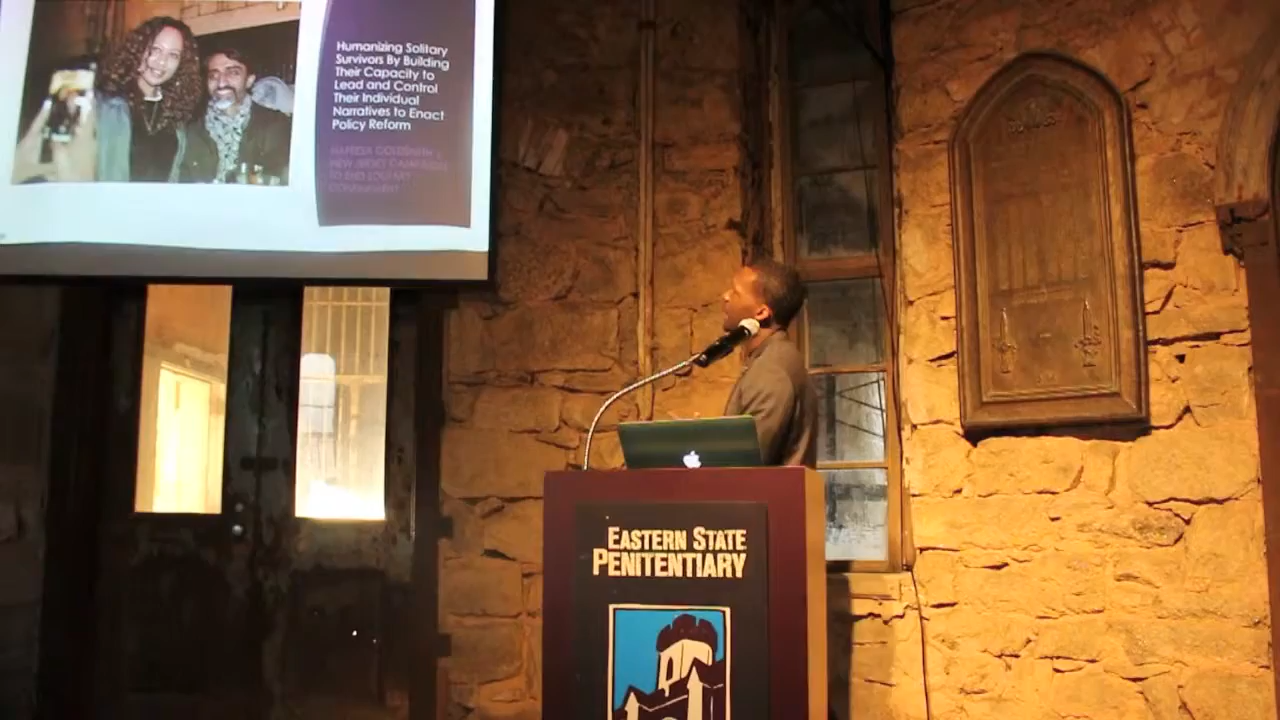 Humanizing Solitary
Survivors By Building
Their Capacity to
Lead and Control
Their Individual
Narratives to Enact
Policy Reform
NEW JERSEY CAMPAIGN
TO END SOLITARY
CONFINEMENT
EASTERN STATE
PENITENTIARY